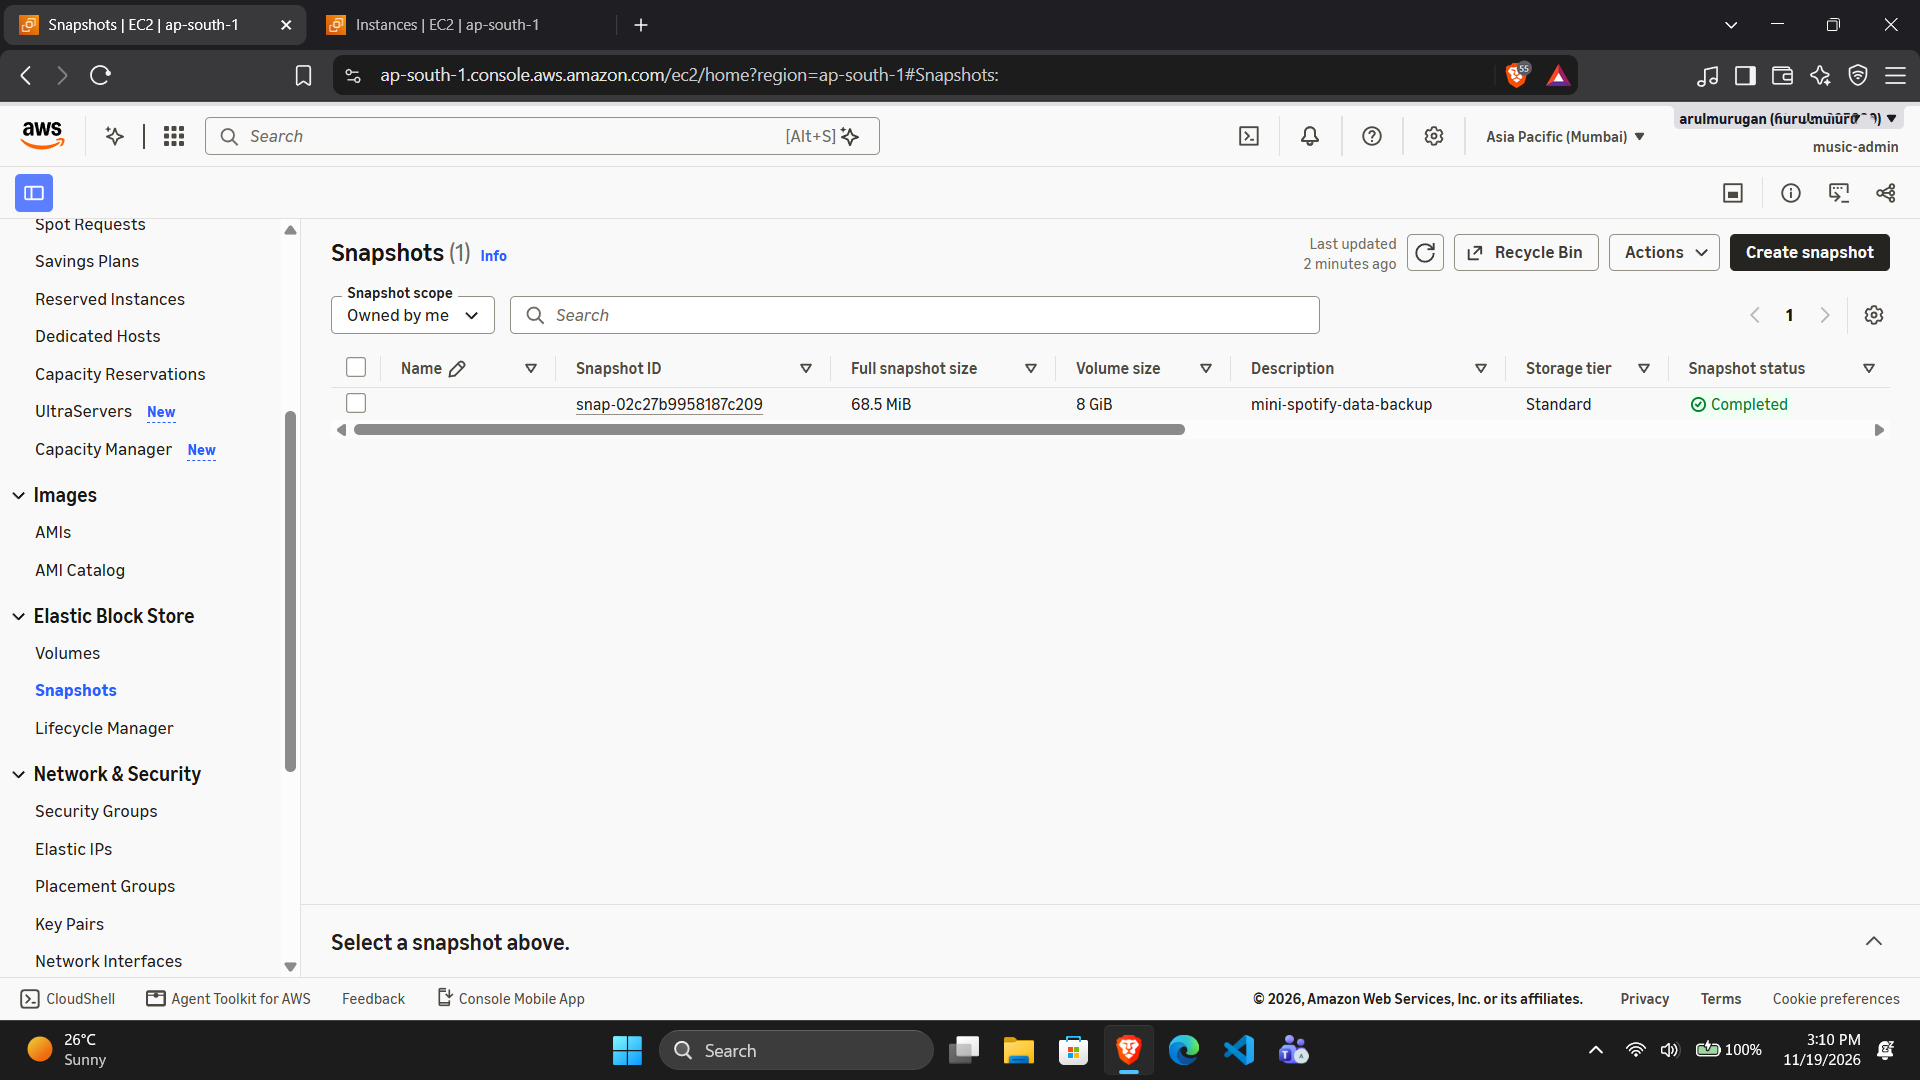 Snapshots | EC2 | ap-south-1
Instances | EC2 | ap-south-1
ap-south-1.console.aws.amazon.com/ec2/home?region=ap-south-1#Snapshots:
55
aws
Search
[Alt+S]
Asia Pacific (Mumbai)
arulmurugan
music-admin
Spot Requests
Savings Plans
Reserved Instances
Dedicated Hosts
Capacity Reservations
UltraServers New
Capacity Manager New
Images
AMIs
AMI Catalog
Elastic Block Store
Volumes
Snapshots
Lifecycle Manager
Network & Security
Security Groups
Elastic IPs
Placement Groups
Key Pairs
Network Interfaces
Snapshots (1) Info
Last updated
2 minutes ago
Recycle Bin
Actions
Create snapshot
Snapshot scope
Owned by me
Search
1
Name Snapshot ID Full snapshot size Volume size Description Storage tier Snapshot status
snap-02c27b9958187c209 68.5 MiB 8 GiB mini-spotify-data-backup Standard Completed
Select a snapshot above.
CloudShell Agent Toolkit for AWS Feedback Console Mobile App
© 2026, Amazon Web Services, Inc. or its affiliates. Privacy Terms Cookie preferences
26°C
Sunny
Search
100%
3:10 PM
11/19/2026